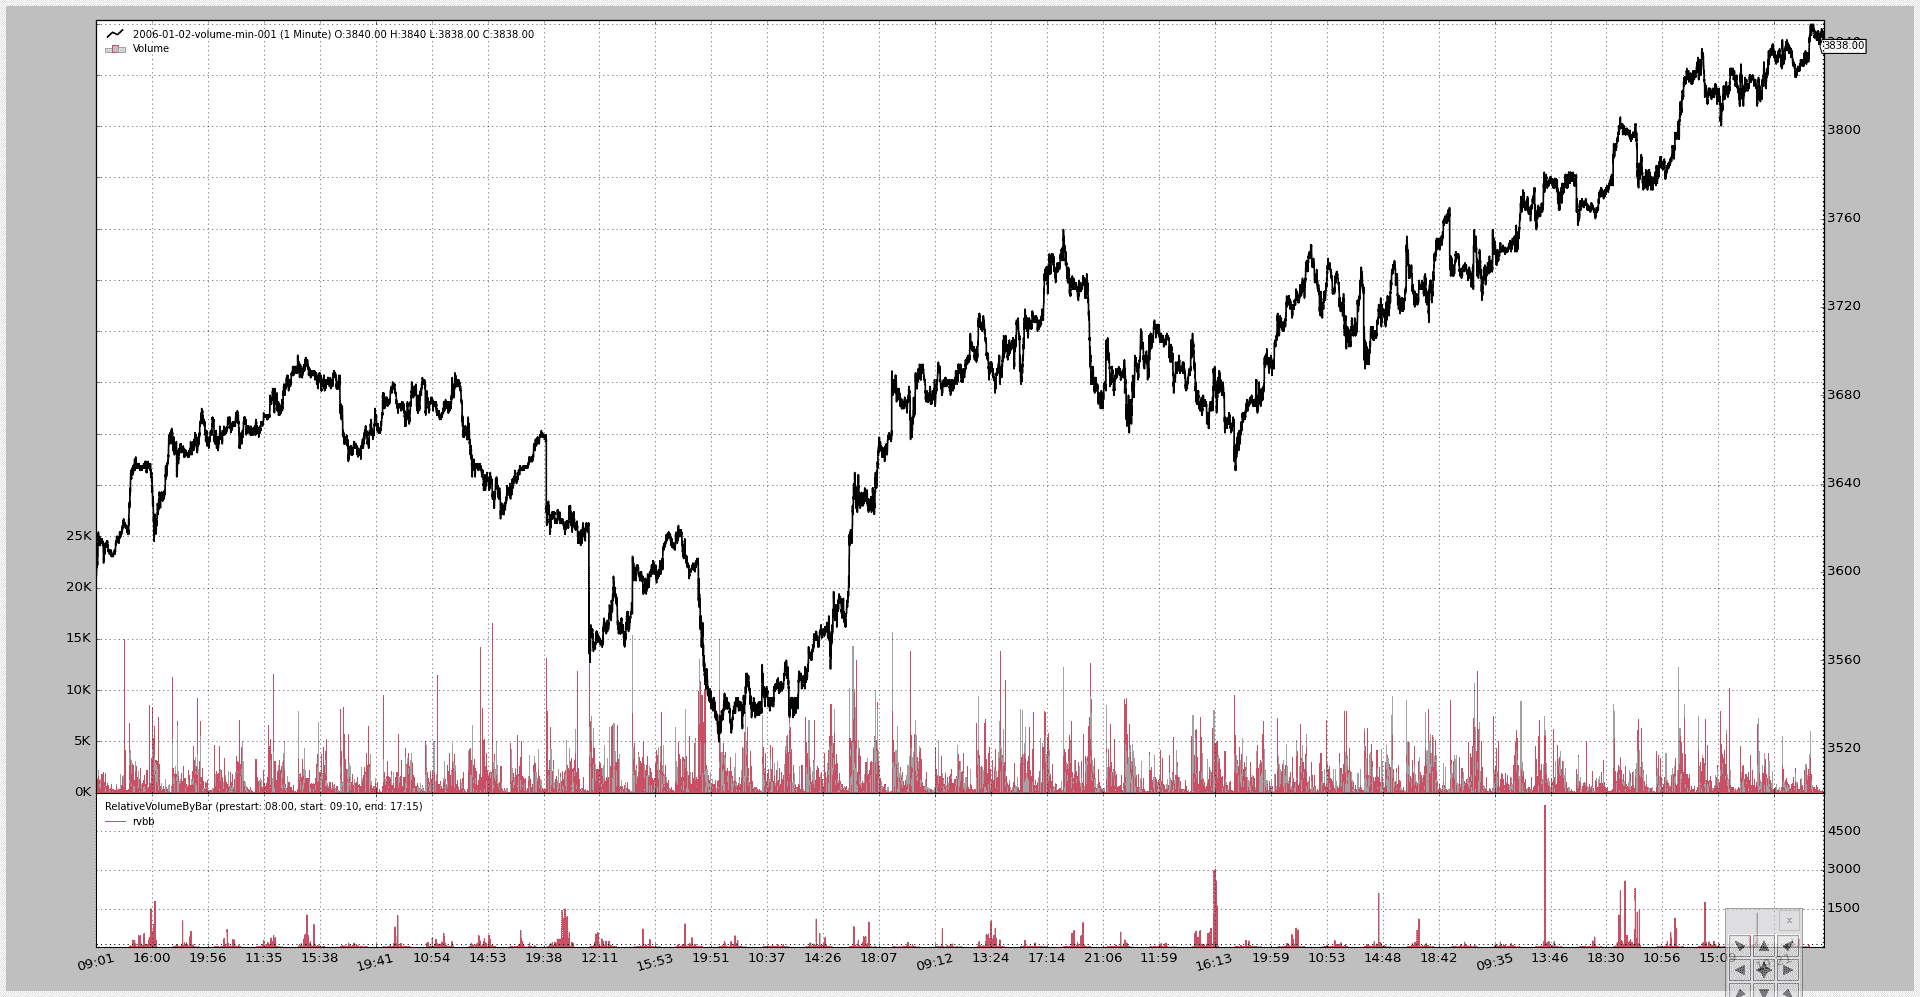 2006-01-02-volume-min-001 (1 Minute) O:3840.00 H:3840 L:3838.00 C:3838.00
Volume
3838.00
3800
3760
3720
3680
3640
3600
3560
3520
25K
20K
15K
10K
5K
0K
RelativeVolumeByBar (prestart: 08:00, start: 09:10, end: 17:15)
rvbb
4500
3000
1500
x
09:01 16:00 19:56 11:35 15:38 19:41 10:54 14:53 19:38 12:11 15:53 19:51 10:37 14:26 18:07 09:12 13:24 17:14 21:06 11:59 16:13 19:59 10:53 14:48 18:42 09:35 13:46 18:30 10:56